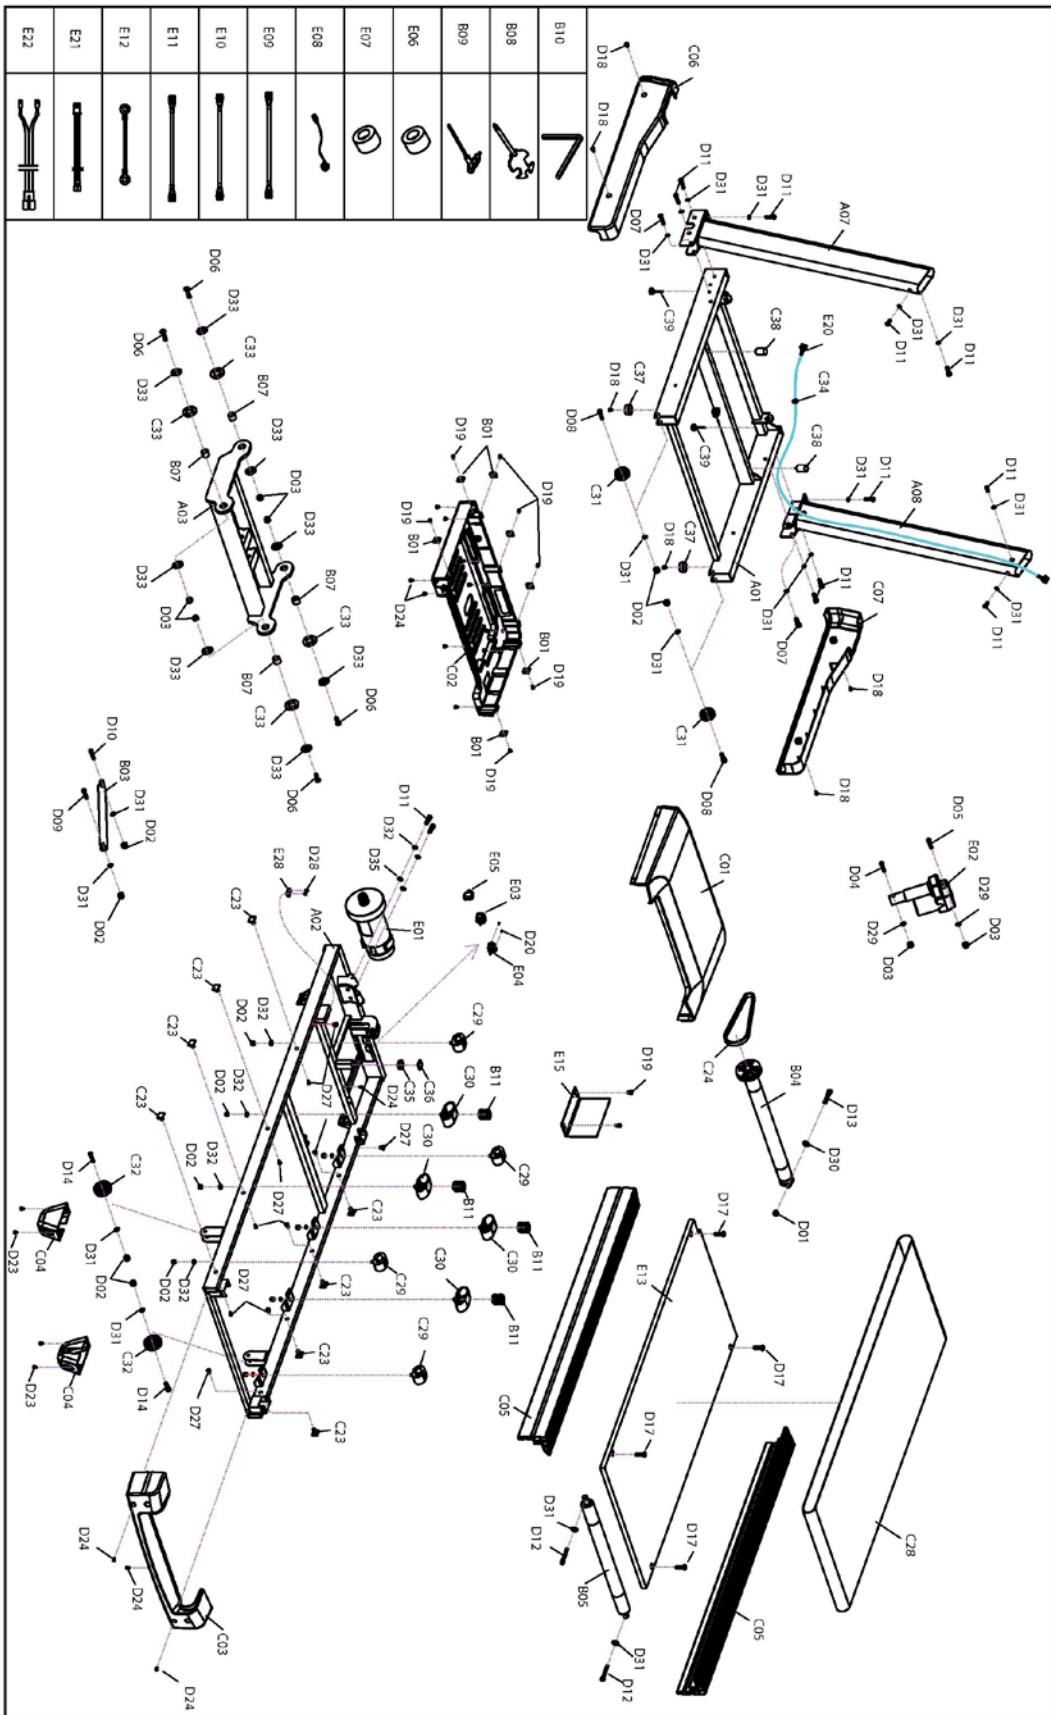 B10
B08
B09
E06
E07
E08
E09
E10
E11
E12
E21
E22
C06
D18
D18
D11
D31
D07
D31
D31
D11
A07
D31
D11
D31
D11
E20
C34
C38
C39
C37
D18
D08
C31
C39
C38
D31
D11
A08
D11
D31
D31
D11
D11
D31
D07
C07
D18
D18
A01
C37
D18
D31
D02
D31
C31
D08
D06
D33
D06
C33
D33
B07
C33
D33
B07
A03
D03
D33
D33
D03
D33
B07
C33
B07
D33
C33
D06
D33
D06
D19
B01
D19
B01
D19
D24
C02
B01
D19
B01
D19
D10
B03
D31
D09
D02
D31
D02
D05
E02
D04
D29
D29
D03
D03
C01
C24
B04
D13
D30
D01
D11
D32
D35
E05
E03
E01
D20
E04
D28
E28
A02
C23
C23
C23
C23
D32
D02
C29
C35
C36
D24
D27
C30
B11
D32
D02
D27
C29
C30
B11
D32
D02
C23
D27
C30
B11
C29
D32
D02
C23
D27
C30
B11
C29
C23
D27
C23
D14
C32
D31
D02
D31
C32
D14
C04
D23
C04
D23
D24
D24
C03
D24
E15
D19
C05
E13
D17
D17
D17
D17
D31
D12
B05
D31
D12
C05
C28